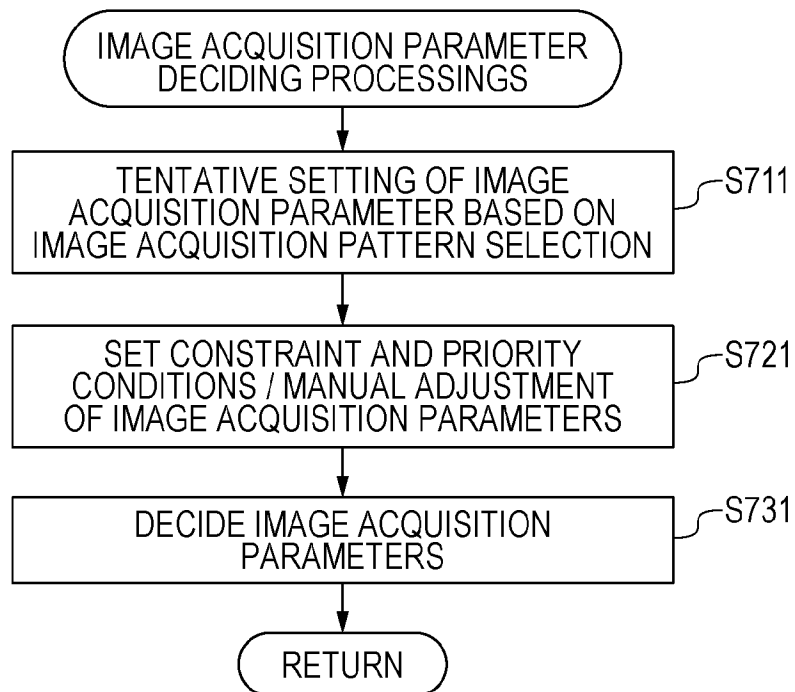 IMAGE ACQUISITION PARAMETER
DECIDING PROCESSINGS
TENTATIVE SETTING OF IMAGE
ACQUISITION PARAMETER BASED ON
IMAGE ACQUISITION PATTERN SELECTION
S711
SET CONSTRAINT AND PRIORITY
CONDITIONS / MANUAL ADJUSTMENT
OF IMAGE ACQUISITION PARAMETERS
S721
DECIDE IMAGE ACQUISITION
PARAMETERS
S731
RETURN